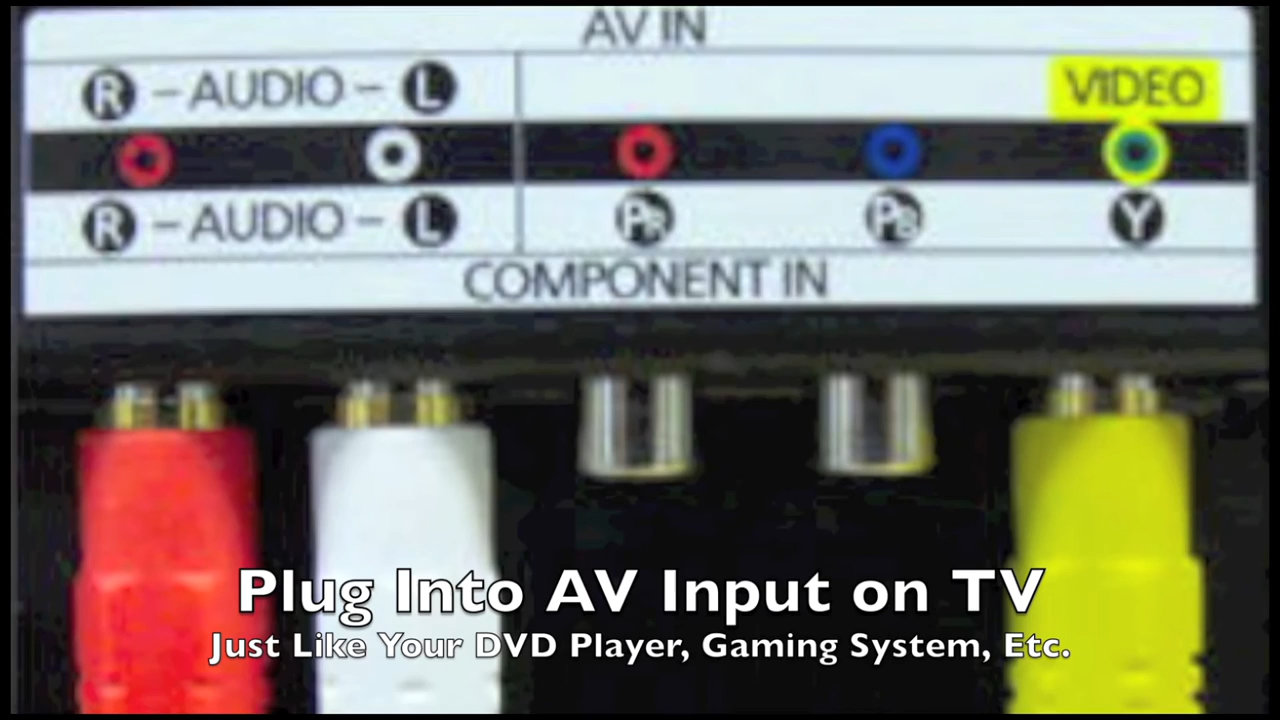 AV IN
R - AUDIO - L
VIDEO
R - AUDIO - L
PR
PB
Y
COMPONENT IN
Plug Into AV Input on TV
Just Like Your DVD Player, Gaming System, Etc.